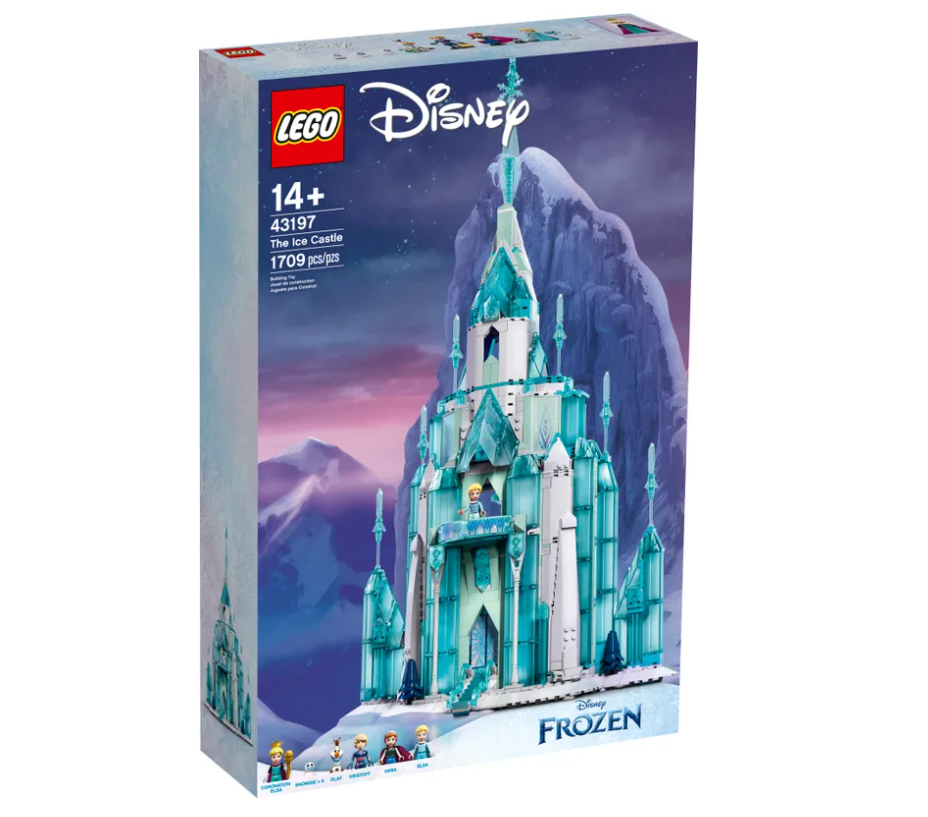 LEGO
LEGO
Disney
14+
43197
The Ice Castle
1709 pcs/pzs
Building Toy
Jouet de construction
Juguete para Construir
Disney
FROZEN
CORONATION
ELSA
SNOWGIE x 4
OLAF
KRISTOFF
ANNA
ELSA